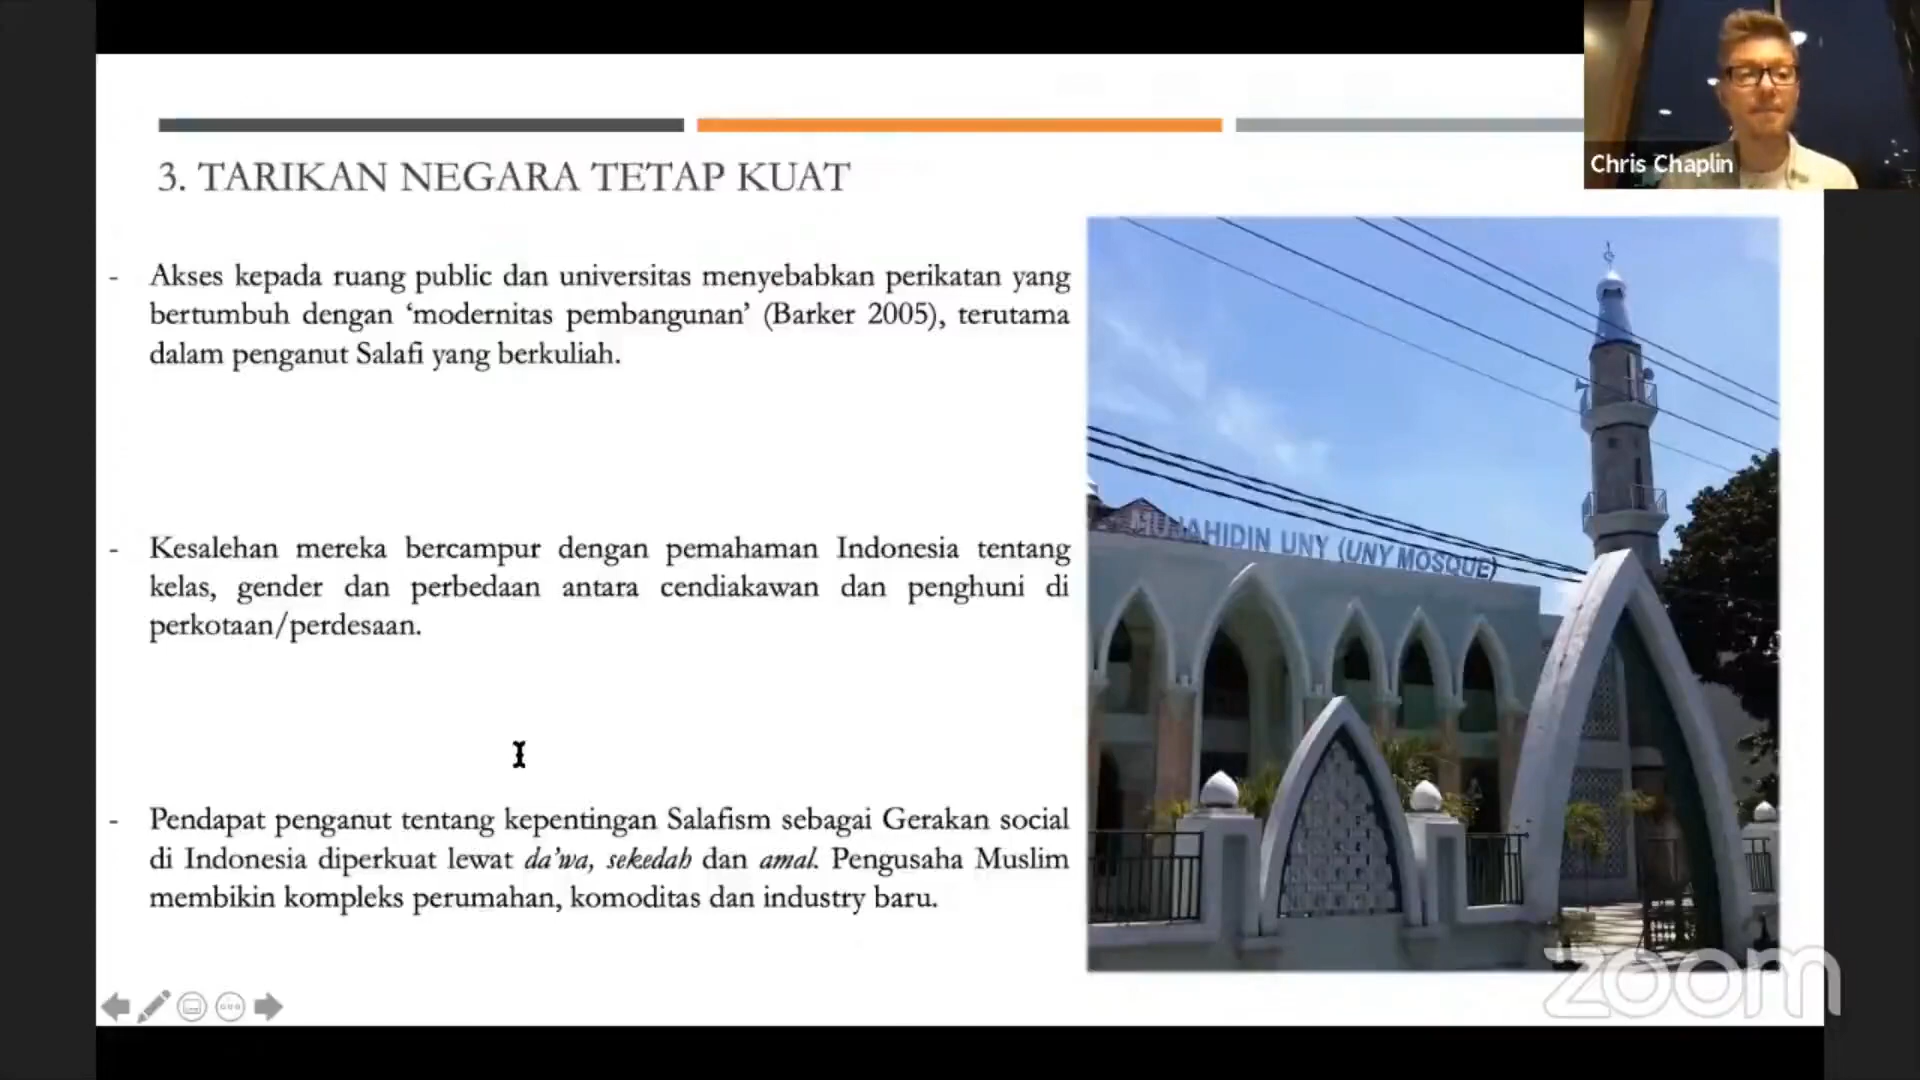 Chris Chaplin
3. TARIKAN NEGARA TETAP KUAT
- Akses kepada ruang public dan universitas menyebabkan perikatan yang
bertumbuh dengan ‘modernitas pembangunan’ (Barker 2005), terutama
dalam penganut Salafi yang berkuliah.
- Kesalehan mereka bercampur dengan pemahaman Indonesia tentang
kelas, gender dan perbedaan antara cendiakawan dan penghuni di
perkotaan/perdesaan.
- Pendapat penganut tentang kepentingan Salafism sebagai Gerakan social
di Indonesia diperkuat lewat da’wa, sekedah dan amal. Pengusaha Muslim
membikin kompleks perumahan, komoditas dan industry baru.
UNY (UNY MOSQUE)
zoom